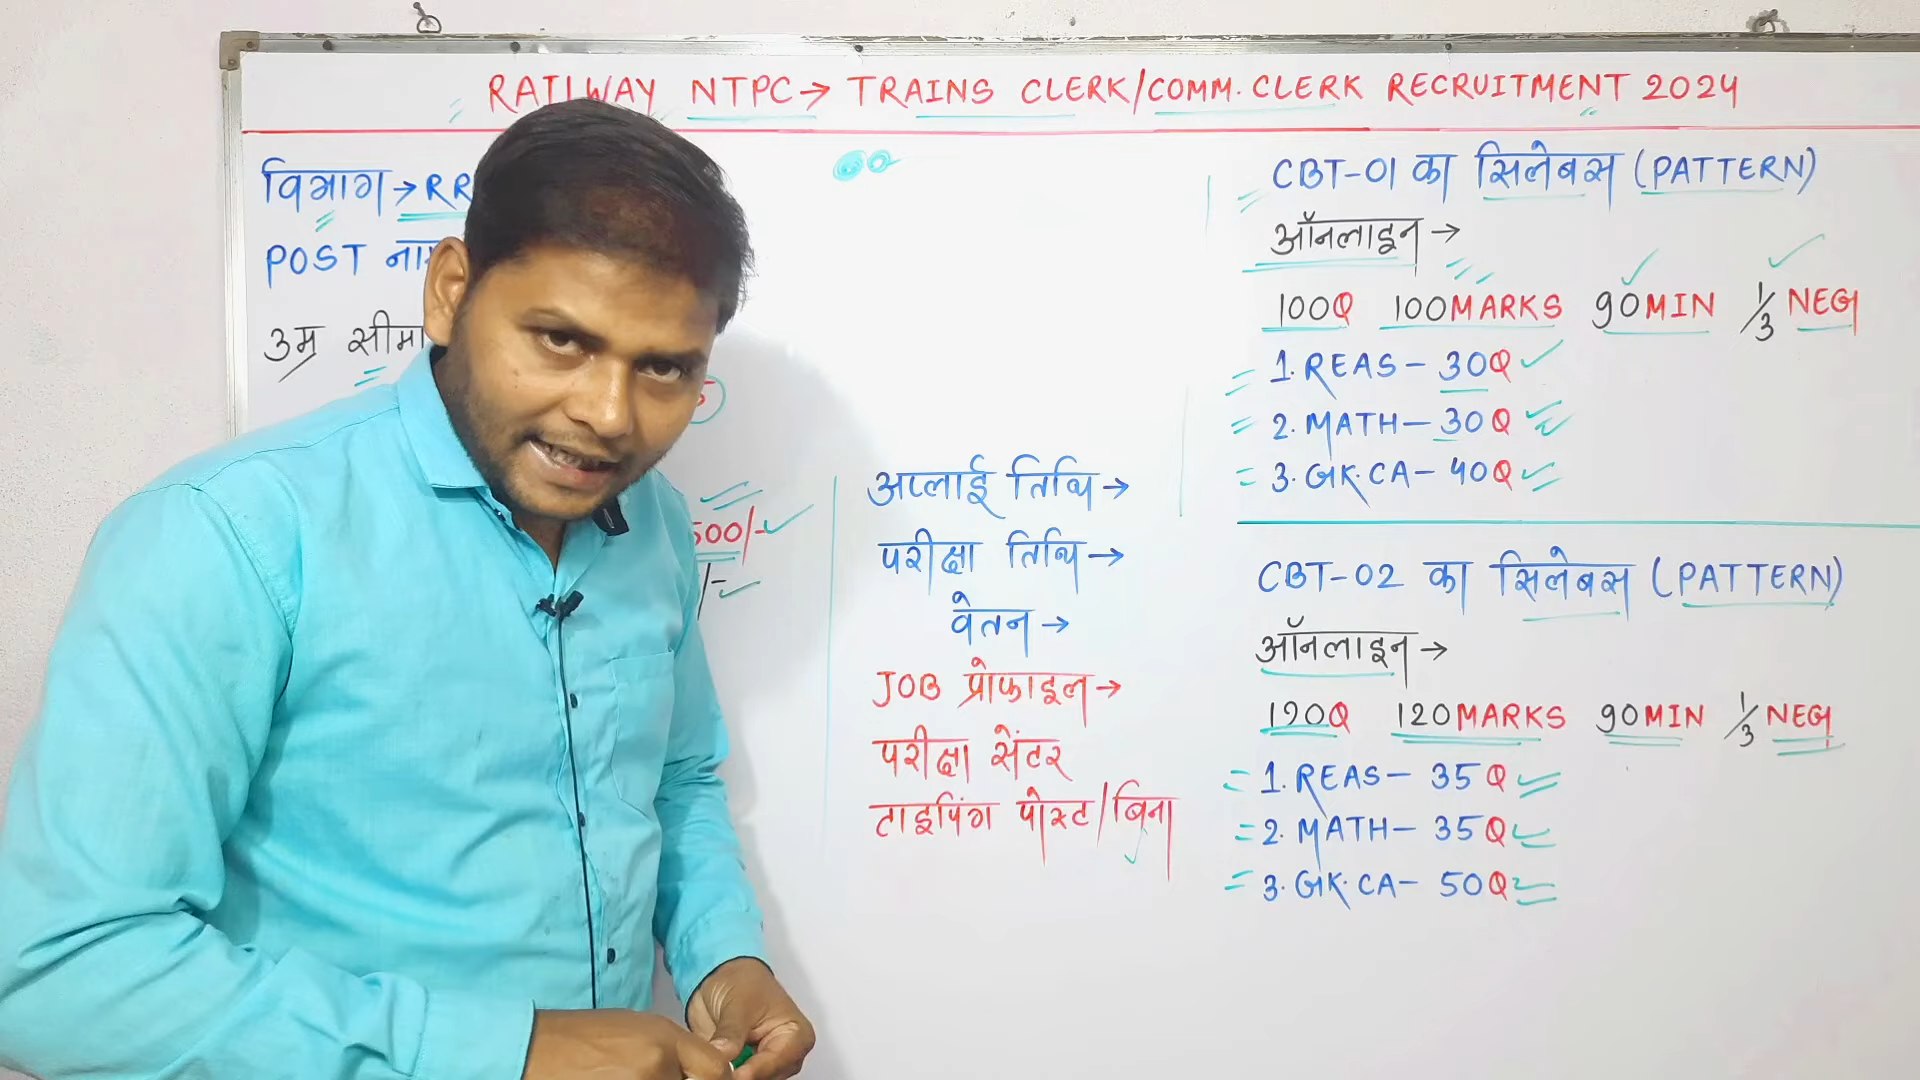 RAILWAY NTPC→ TRAINS CLERK/COMM. CLERK RECRUITMENT 2024
विभाग→RR
POST
उम्र सीमा
500/-
/-
अप्लाई तिथि→
परीक्षा तिथि→
वेतन→
JOB प्रोफाइल→
परीक्षा सेंटर
टाइपिंग पोस्ट/बिना
CBT-01 का सिलेबस (PATTERN)
ऑनलाइन→
100Q 100MARKS 90MIN 1/3 NEG
1. REAS- 30Q
2. MATH- 30Q
3. GK.CA- 40Q
CBT-02 का सिलेबस (PATTERN)
ऑनलाइन→
120Q 120MARKS 90MIN 1/3 NEG
1. REAS- 35Q
2. MATH- 35Q
3. GK.CA- 50Q